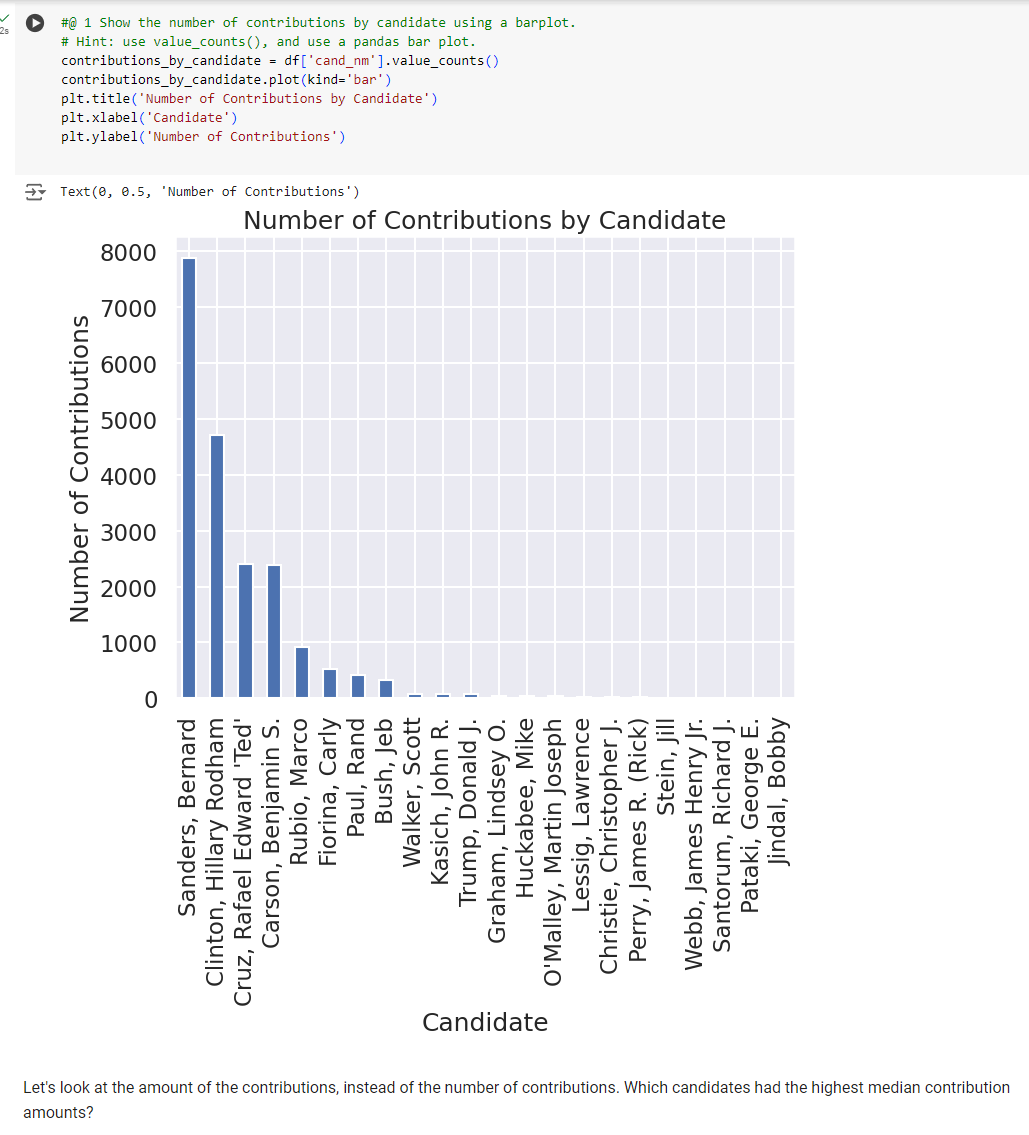 2s
#@ 1 Show the number of contributions by candidate using a barplot.
# Hint: use value_counts(), and use a pandas bar plot.
contributions_by_candidate = df['cand_nm'].value_counts()
contributions_by_candidate.plot(kind='bar')
plt.title('Number of Contributions by Candidate')
plt.xlabel('Candidate')
plt.ylabel('Number of Contributions')
Text(0, 0.5, 'Number of Contributions')
Number of Contributions by Candidate
Number of Contributions
8000
7000
6000
5000
4000
3000
2000
1000
0
Sanders, Bernard
Clinton, Hillary Rodham
Cruz, Rafael Edward 'Ted'
Carson, Benjamin S.
Rubio, Marco
Fiorina, Carly
Paul, Rand
Bush, Jeb
Walker, Scott
Kasich, John R.
Trump, Donald J.
Graham, Lindsey O.
Huckabee, Mike
O'Malley, Martin Joseph
Lessig, Lawrence
Christie, Christopher J.
Perry, James R. (Rick)
Stein, Jill
Webb, James Henry Jr.
Santorum, Richard J.
Pataki, George E.
Jindal, Bobby
Candidate
Let's look at the amount of the contributions, instead of the number of contributions. Which candidates had the highest median contribution
amounts?